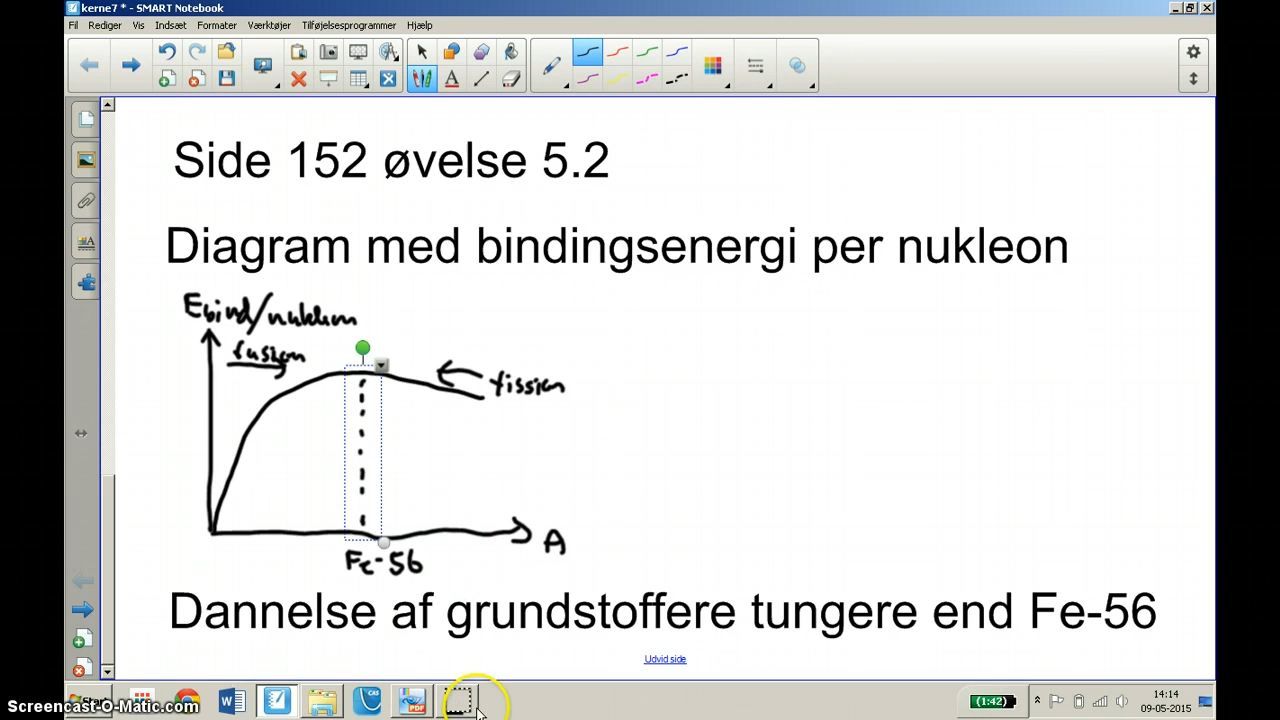 kerne7 * - SMART Notebook
Fil Rediger Vis Indsæt Formater Værktøjer Tilføjelsesprogrammer Hjælp
Side 152 øvelse 5.2
Diagram med bindingsenergi per nukleon
Ebind/nukleon
fusion
fission
A
Fe-56
Dannelse af grundstoffere tungere end Fe-56
Udvid side
Screencast-O-Matic.com
(1:42)
14:14
09-05-2015